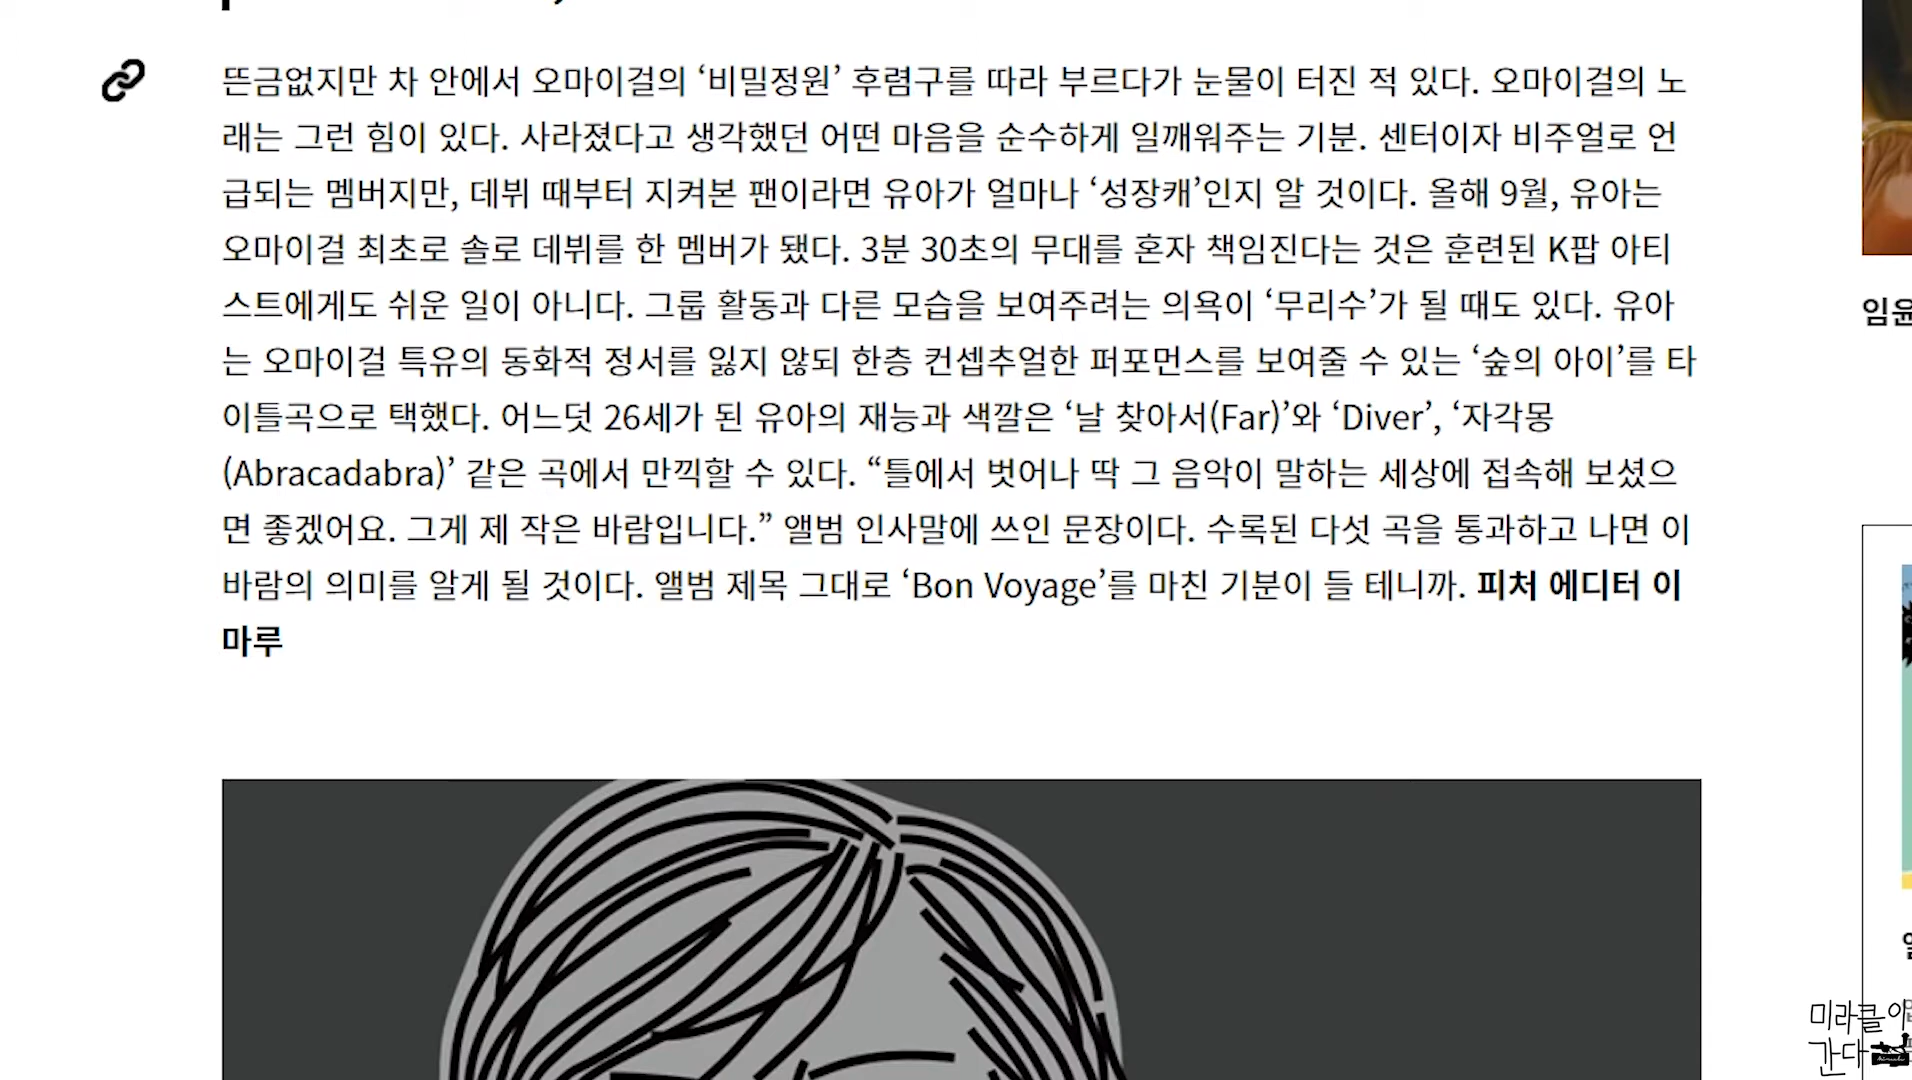 뜬금없지만 차 안에서 오마이걸의 ‘비밀정원’ 후렴구를 따라 부르다가 눈물이 터진 적 있다. 오마이걸의 노
래는 그런 힘이 있다. 사라졌다고 생각했던 어떤 마음을 순수하게 일깨워주는 기분. 센터이자 비주얼로 언
급되는 멤버지만, 데뷔 때부터 지켜본 팬이라면 유아가 얼마나 ‘성장캐’인지 알 것이다. 올해 9월, 유아는
오마이걸 최초로 솔로 데뷔를 한 멤버가 됐다. 3분 30초의 무대를 혼자 책임진다는 것은 훈련된 K팝 아티
스트에게도 쉬운 일이 아니다. 그룹 활동과 다른 모습을 보여주려는 의욕이 ‘무리수’가 될 때도 있다. 유아
는 오마이걸 특유의 동화적 정서를 잃지 않되 한층 컨셉추얼한 퍼포먼스를 보여줄 수 있는 ‘숲의 아이’를 타
이틀곡으로 택했다. 어느덧 26세가 된 유아의 재능과 색깔은 ‘날 찾아서(Far)’와 ‘Diver’, ‘자각몽
(Abracadabra)’ 같은 곡에서 만끽할 수 있다. “틀에서 벗어나 딱 그 음악이 말하는 세상에 접속해 보셨으
면 좋겠어요. 그게 제 작은 바람입니다.” 앨범 인사말에 쓰인 문장이다. 수록된 다섯 곡을 통과하고 나면 이
바람의 의미를 알게 될 것이다. 앨범 제목 그대로 ‘Bon Voyage’를 마친 기분이 들 테니까. 피처 에디터 이
마루
임윤
미라클이
간다